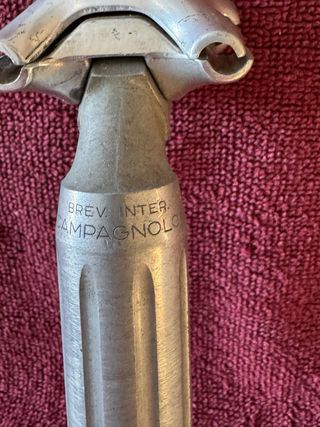 BREV. INTER.
CAMPAGNOLO